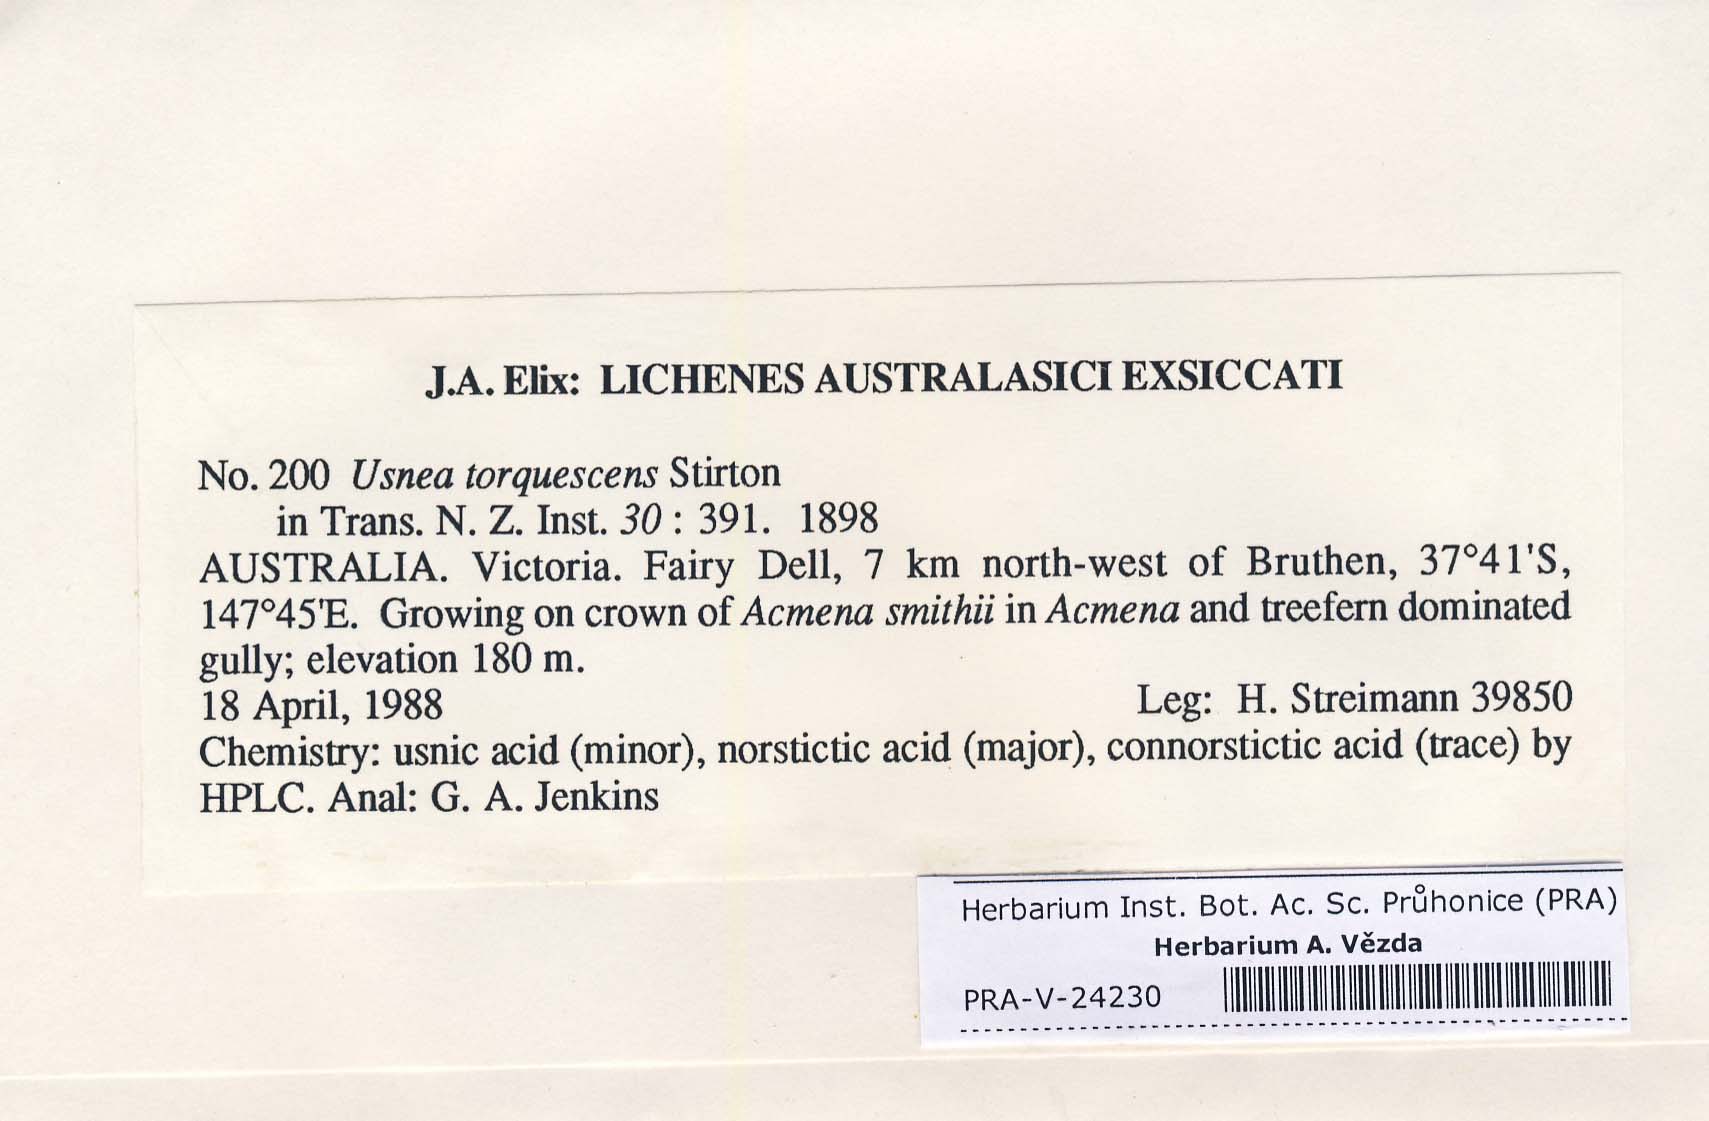 J.A. Elix: LICHENES AUSTRALASICI EXSICCATI
No. 200 Usnea torquescens Stirton
in Trans. N. Z. Inst. 30 : 391. 1898
AUSTRALIA. Victoria. Fairy Dell, 7 km north-west of Bruthen, 37°41'S,
147°45'E. Growing on crown of Acmena smithii in Acmena and treefern dominated
gully; elevation 180 m.
18 April, 1988 Leg: H. Streimann 39850
Chemistry: usnic acid (minor), norstictic acid (major), connorstictic acid (trace) by
HPLC. Anal: G. A. Jenkins
Herbarium Inst. Bot. Ac. Sc. Průhonice (PRA)
Herbarium A. Vězda
PRA-V-24230